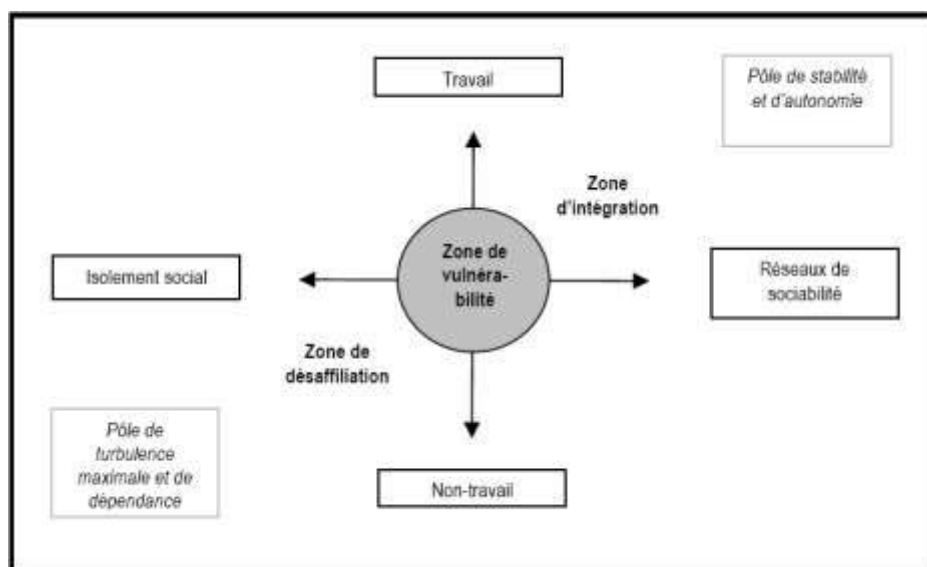 Travail
Pôle de stabilité
et d'autonomie
Zone
d'intégration
Zone de
vulnéra-
bilité
Isolement social
Réseaux de
sociabilité
Zone de
désaffiliation
Pôle de
turbulence
maximale et de
dépendance
Non-travail